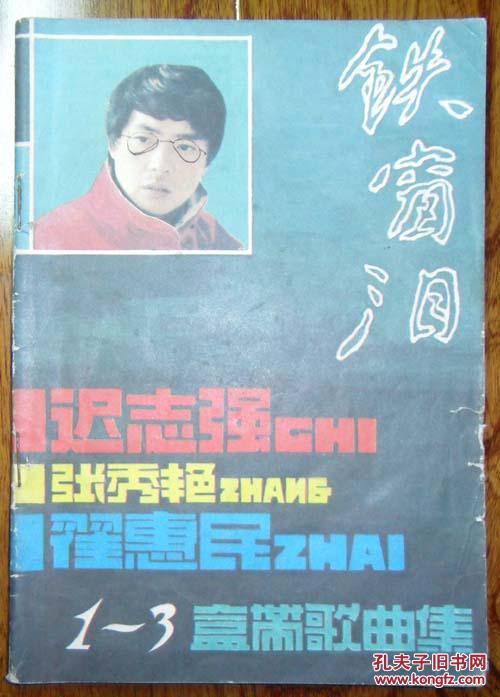 铁窗泪
迟志强CHI
张秀艳ZHANG
翟惠民ZHAI
1~3 盒带歌曲集
孔夫子旧书网
www.kongfz.com